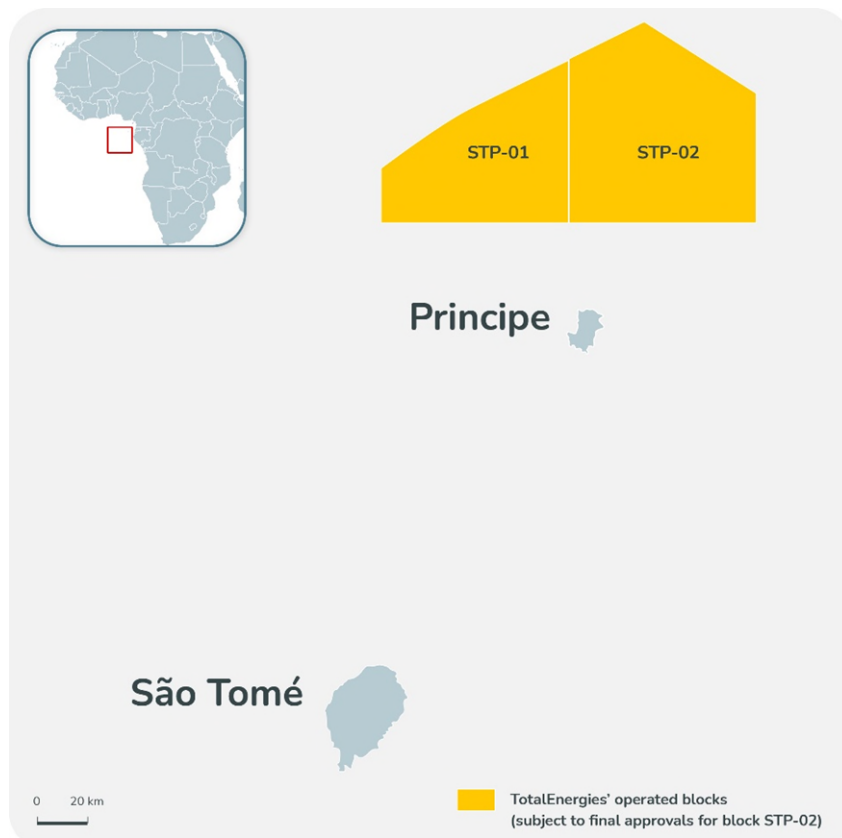 STP-01
STP-02
Principe
São Tomé
0 20 km
TotalEnergies' operated blocks
(subject to final approvals for block STP-02)